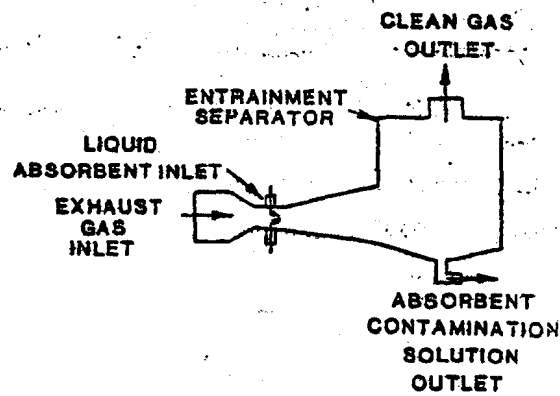 CLEAN GAS
OUTLET
ENTRAINMENT
SEPARATOR
LIQUID
ABSORBENT INLET
EXHAUST
GAS
INLET
ABSORBENT
CONTAMINATION
SOLUTION
OUTLET